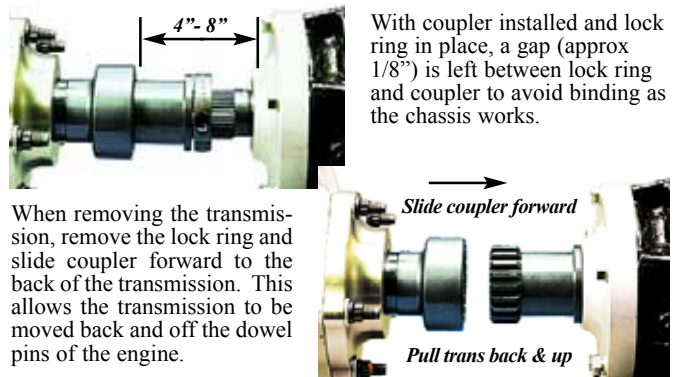 4”- 8”
With coupler installed and lock
ring in place, a gap (approx
1/8”) is left between lock ring
and coupler to avoid binding as
the chassis works.
When removing the transmis-
sion, remove the lock ring and
slide coupler forward to the
back of the transmission. This
allows the transmission to be
moved back and off the dowel
pins of the engine.
Slide coupler forward
Pull trans back & up